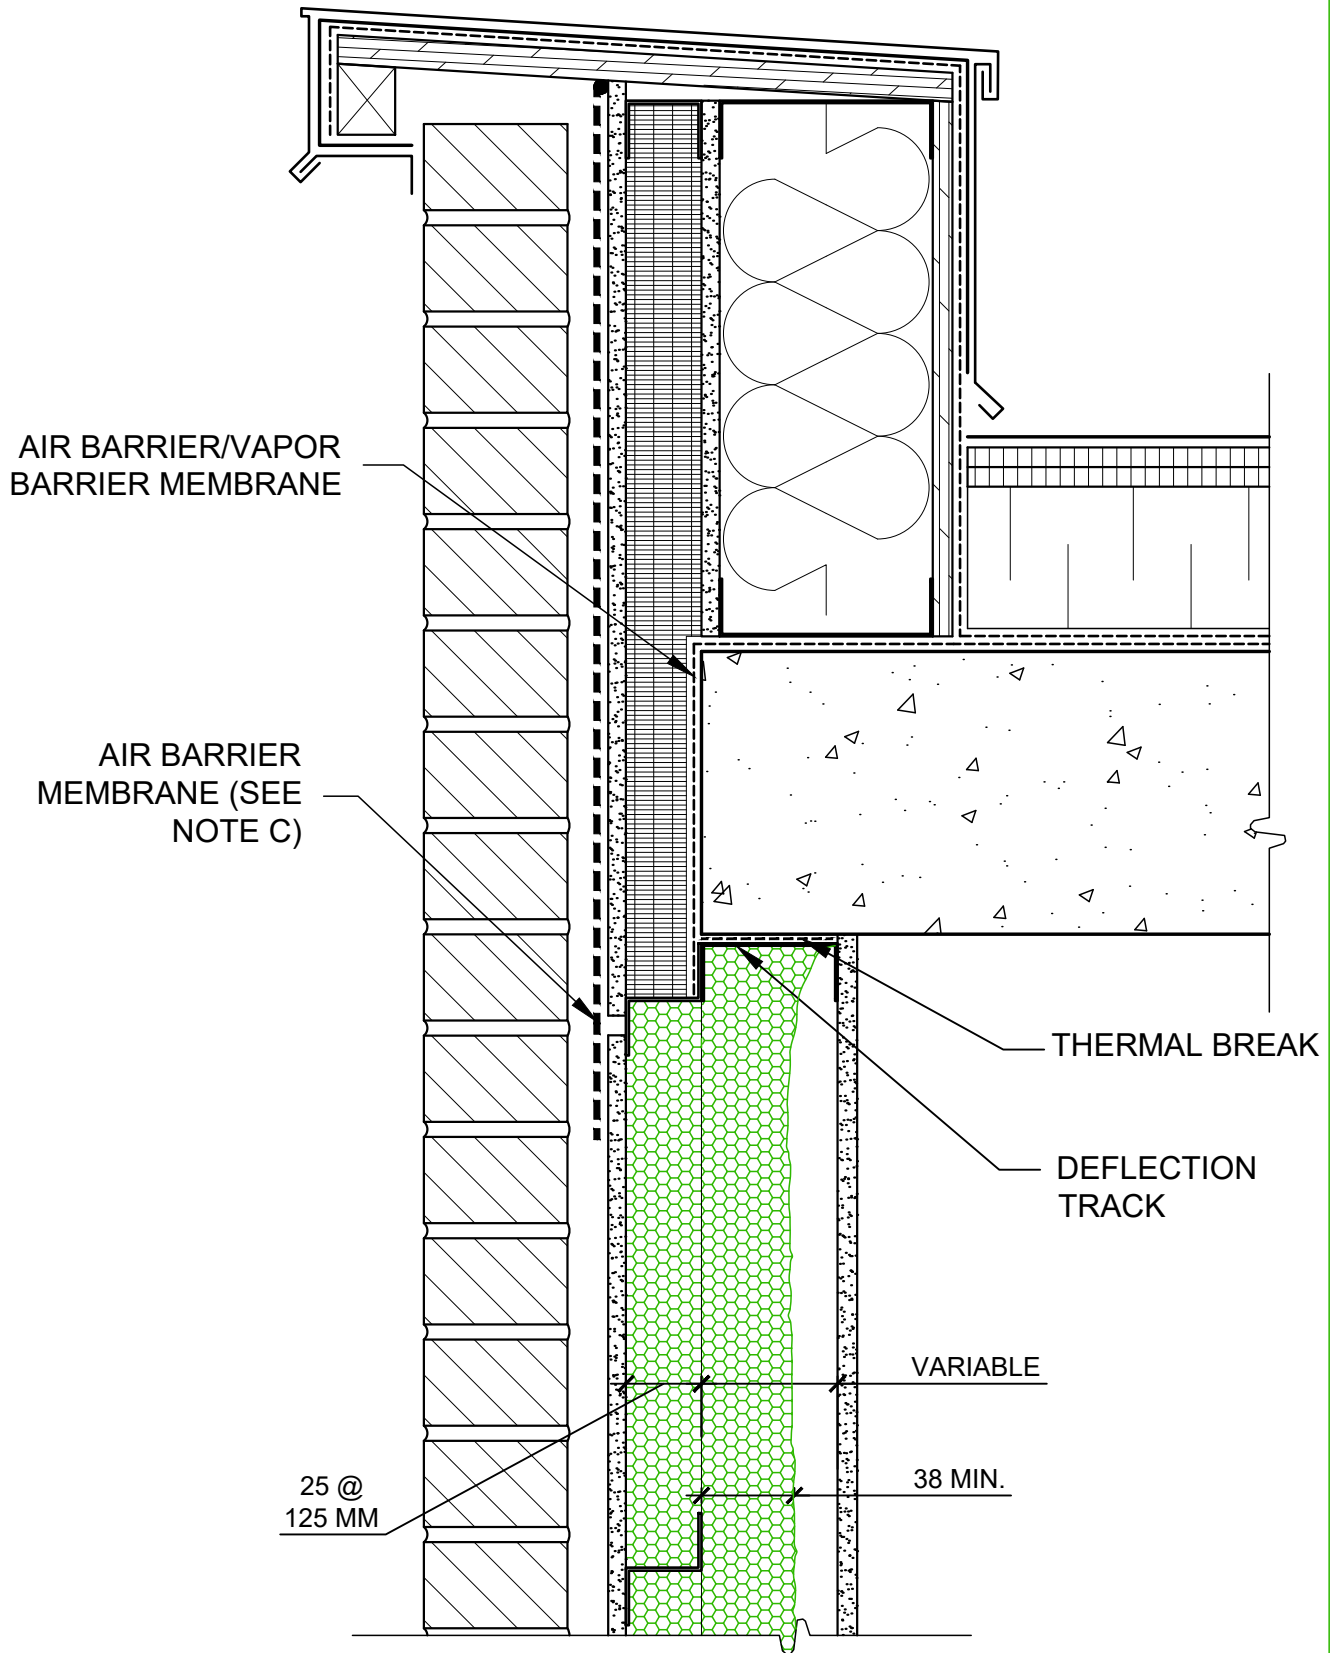 AIR BARRIER/VAPOR
BARRIER MEMBRANE
AIR BARRIER
MEMBRANE (SEE
NOTE C)
THERMAL BREAK
DEFLECTION
TRACK
VARIABLE
38 MIN.
25 @
125 MM